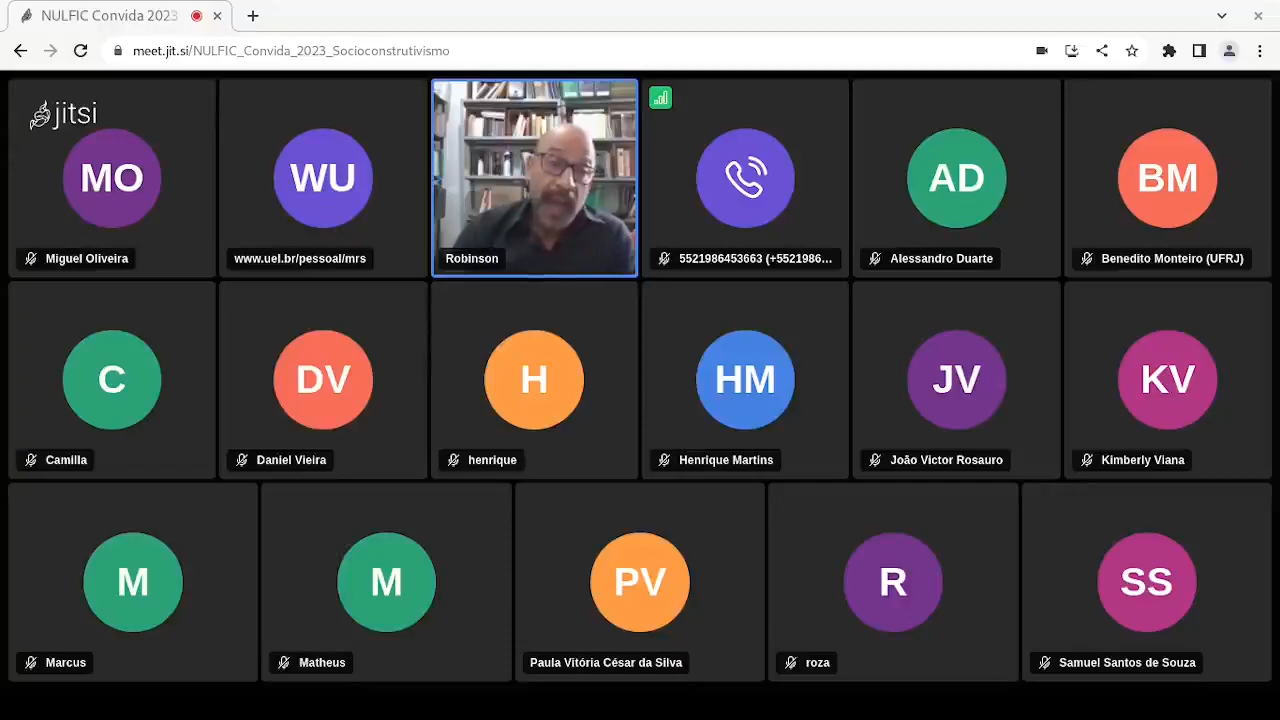 NULFIC Convida 2023
meet.jit.si/NULFIC_Convida_2023_Socioconstrutivismo
jitsi
MO
WU
AD
BM
Miguel Oliveira
www.uel.br/pessoal/mrs
Robinson
5521986453663 (+5521986...
Alessandro Duarte
Benedito Monteiro (UFRJ)
C
DV
H
HM
JV
KV
Camilla
Daniel Vieira
henrique
Henrique Martins
João Victor Rosauro
Kimberly Viana
M
M
PV
R
SS
Marcus
Matheus
Paula Vitória César da Silva
roza
Samuel Santos de Souza